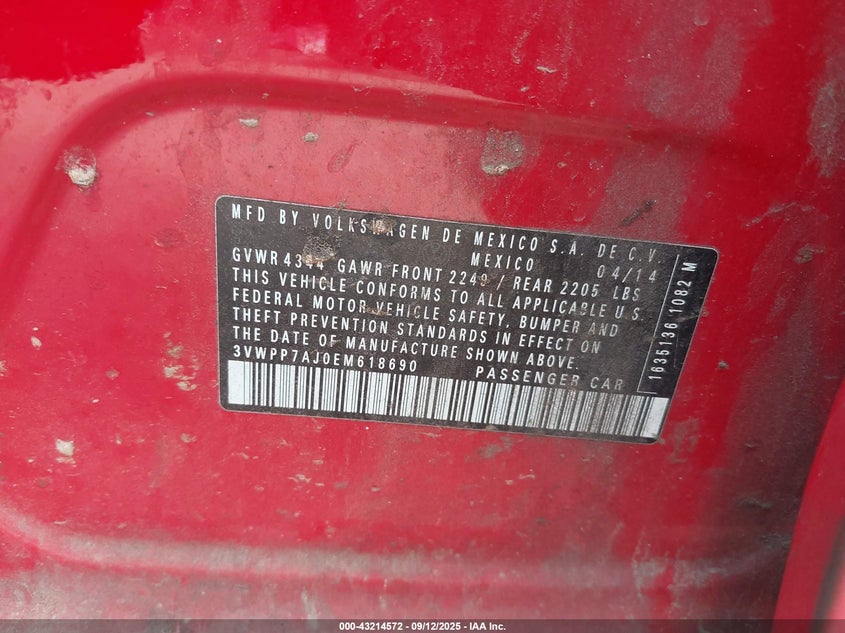 MFD BY VOLKSWAGEN DE MEXICO S.A. DE C.V.
MEXICO 04/14
GVWR 4344 GAWR FRONT 2249 / REAR 2205 LBS
THIS VEHICLE CONFORMS TO ALL APPLICABLE U.S.
FEDERAL MOTOR VEHICLE SAFETY, BUMPER AND
THEFT PREVENTION STANDARDS IN EFFECT ON
THE DATE OF MANUFACTURE SHOWN ABOVE.
3VWPP7AJ0EM618690 PASSENGER CAR
1635136 1082 M
000-43214572 - 09/12/2025 - IAA Inc.